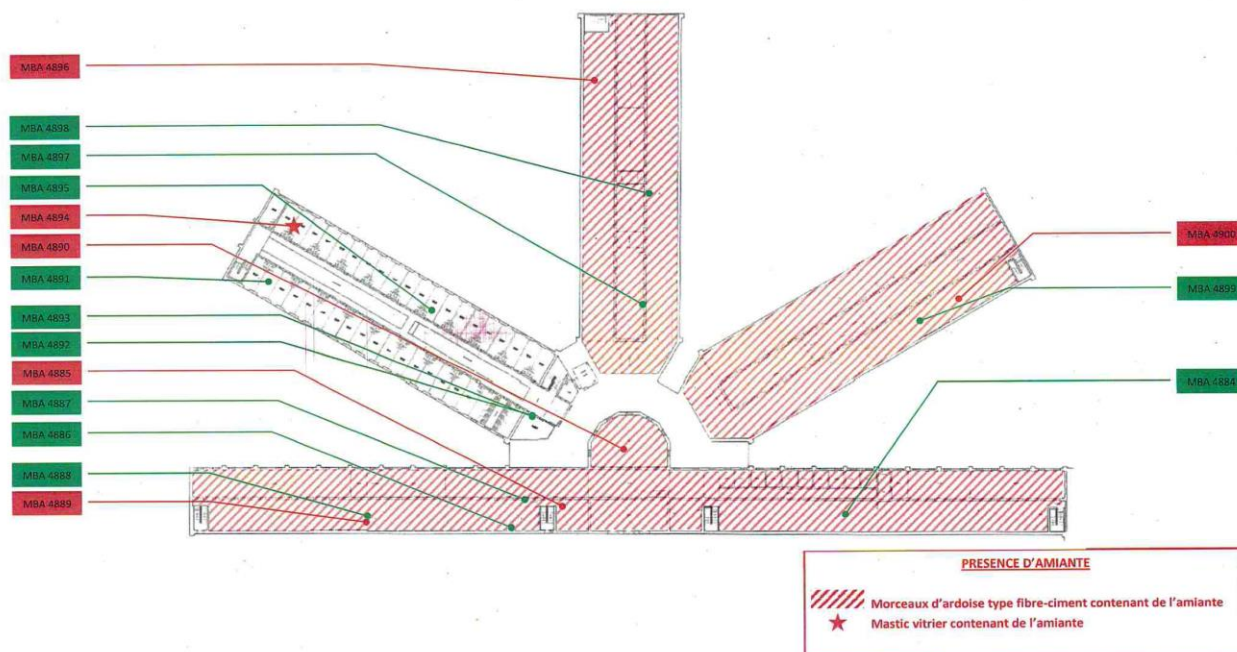 MBA 4896
MBA 4898
MBA 4897
MBA 4895
MBA 4894
MBA 4890
MBA 4891
MBA 4893
MBA 4892
MBA 4885
MBA 4887
MBA 4886
MBA 4888
MBA 4889
MBA 4900
MBA 4899
MBA 4884
PRESENCE D'AMIANTE
Morceaux d'ardoise type fibre-ciment contenant de l'amiante
Mastic vitrier contenant de l'amiante